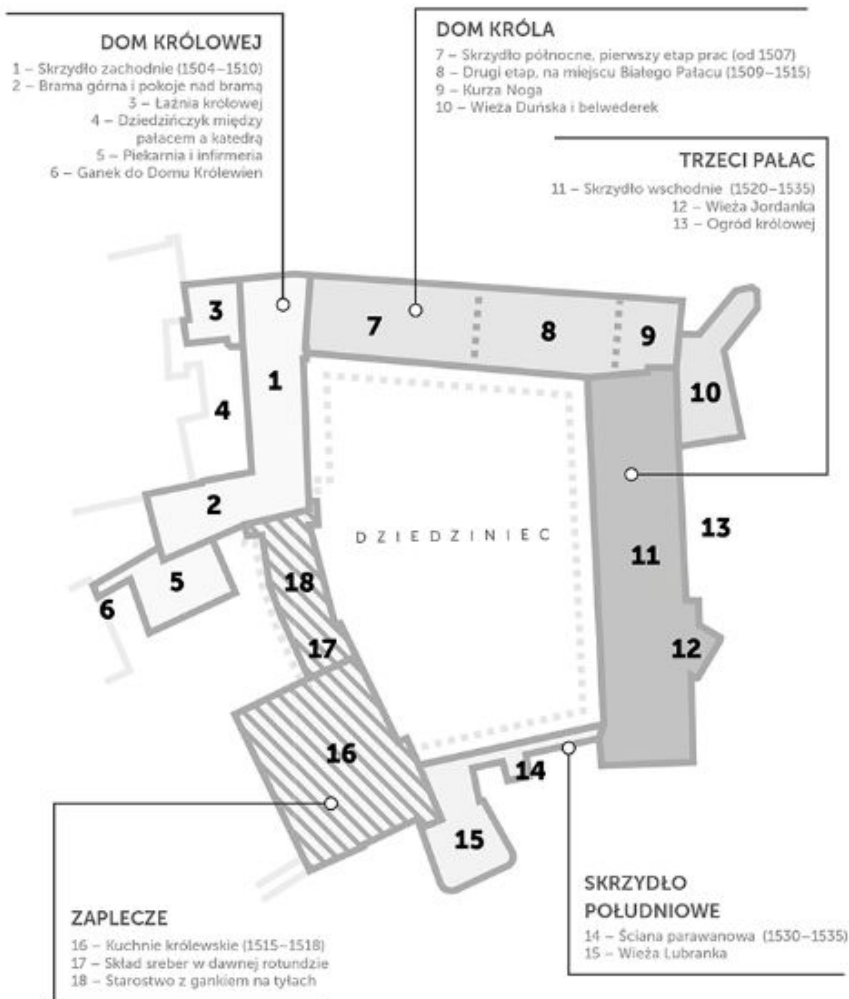 DOM KRÓLOWEJ
1 – Skrzydło zachodnie (1504–1510)
2 – Brama górna i pokoje nad bramą
3 – Łaźnia królowej
4 – Dziedzińczyk między
pałacem a katedrą
5 – Piekarnia i infirmeria
6 – Ganek do Domu Królewien
DOM KRÓLA
7 – Skrzydło północne, pierwszy etap prac (od 1507)
8 – Drugi etap, na miejscu Białego Pałacu (1509–1515)
9 – Kurza Noga
10 – Wieża Duńska i belwederek
TRZECI PAŁAC
11 – Skrzydło wschodnie (1520–1535)
12 – Wieża Jordanka
13 – Ogród królowej
3
7
8
9
1
10
4
2
DZIEDZINIEC
13
11
5
18
6
17
12
16
14
15
ZAPLECZE
16 – Kuchnie królewskie (1515–1518)
17 – Skład sreber w dawnej rotundzie
18 – Starostwo z gankiem na tyłach
SKRZYDŁO
POŁUDNIOWE
14 – Ściana parawanowa (1530–1535)
15 – Wieża Lubranka